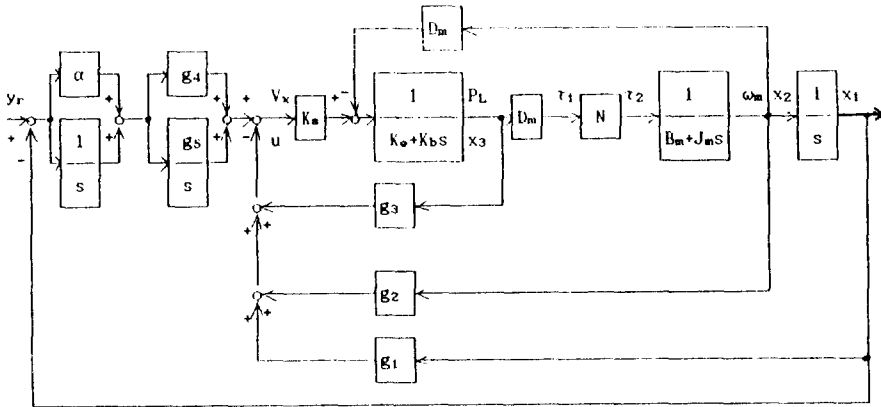 Dm
α
g4
yr
+
-
+
+
+
+
+
-
Vx
u
Ka
+
-
1
Ke+KbS
PL
x3
Dm
τ1
N
τ2
1
Bm+JmS
ωm
x2
1
s
x1
1
s
g5
s
g3
+
+
g2
+
+
g1